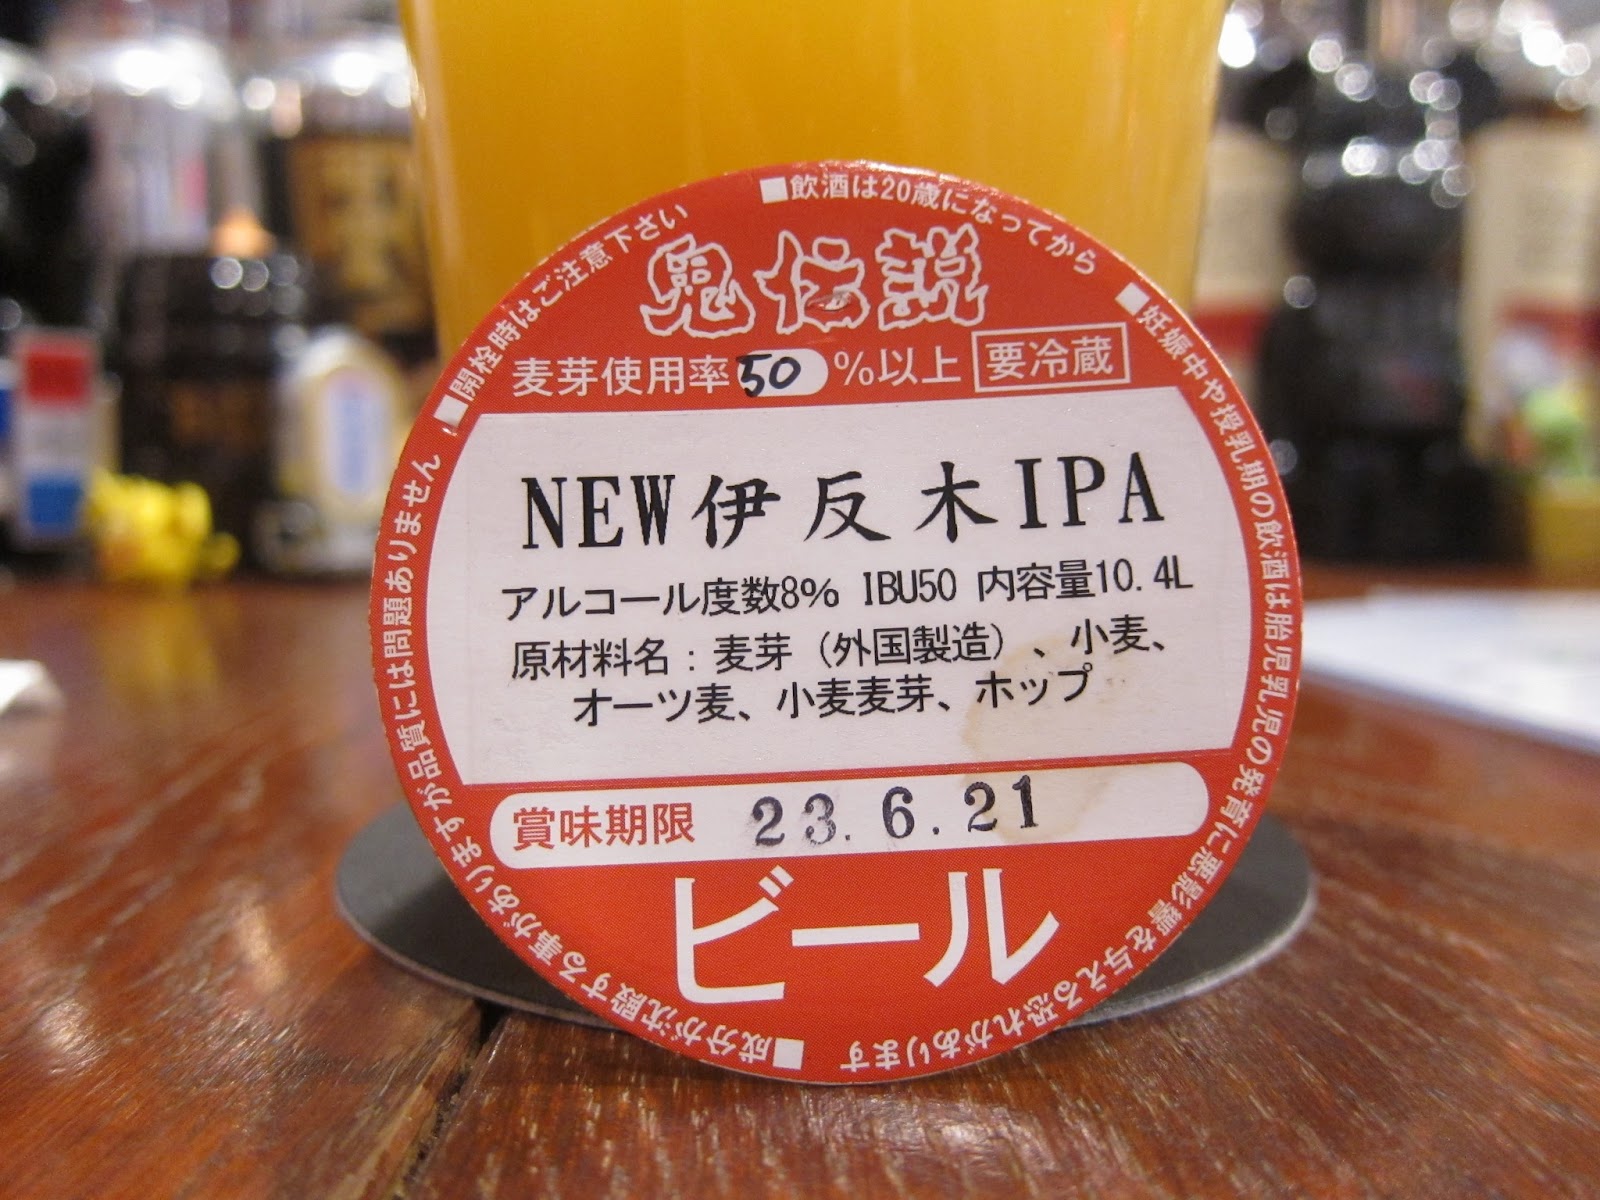 ■飲酒は20歳になってから
■妊娠中や授乳期の飲酒は胎児乳児の発育に悪影響を与える恐れがあります
■成分が沈殿する事がありますが品質には問題ありません
■開栓時はご注意下さい
鬼伝説
麦芽使用率50%以上 要冷蔵
NEW伊反木IPA
アルコール度数8% IBU50 内容量10.4L
原材料名:麦芽(外国製造)、小麦、
オーツ麦、小麦麦芽、ホップ
賞味期限 23.6.21
ビール